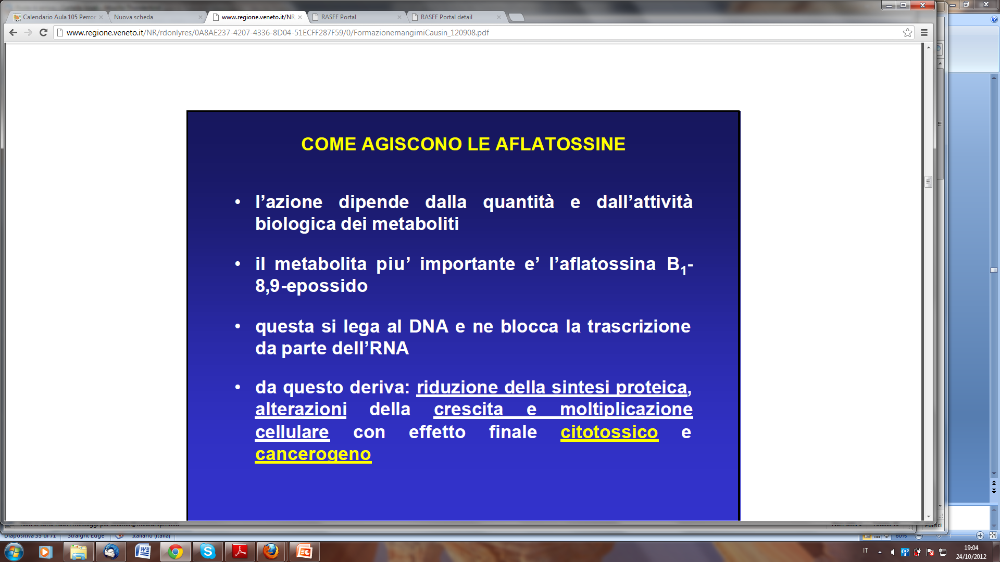 Calendario Aula 105 Perror
Nuova scheda
www.regione.veneto.it/NR
RASFF Portal
RASFF Portal detail
www.regione.veneto.it/NR/rdonlyres/0A8AE237-4207-4336-8D04-51ECFF287F59/0/FormazionemangimiCausin_120908.pdf
COME AGISCONO LE AFLATOSSINE
• l’azione dipende dalla quantità e dall’attività
biologica dei metaboliti
• il metabolita piu’ importante e’ l’aflatossina B1-
8,9-epossido
• questa si lega al DNA e ne blocca la trascrizione
da parte dell’RNA
• da questo deriva: riduzione della sintesi proteica,
alterazioni della crescita e moltiplicazione
cellulare con effetto finale citotossico e
cancerogeno
Pulisci
Diapositiva 55 di 71
Straight Edge
Italiano (Italia)
60%
IT
19:04
24/10/2012